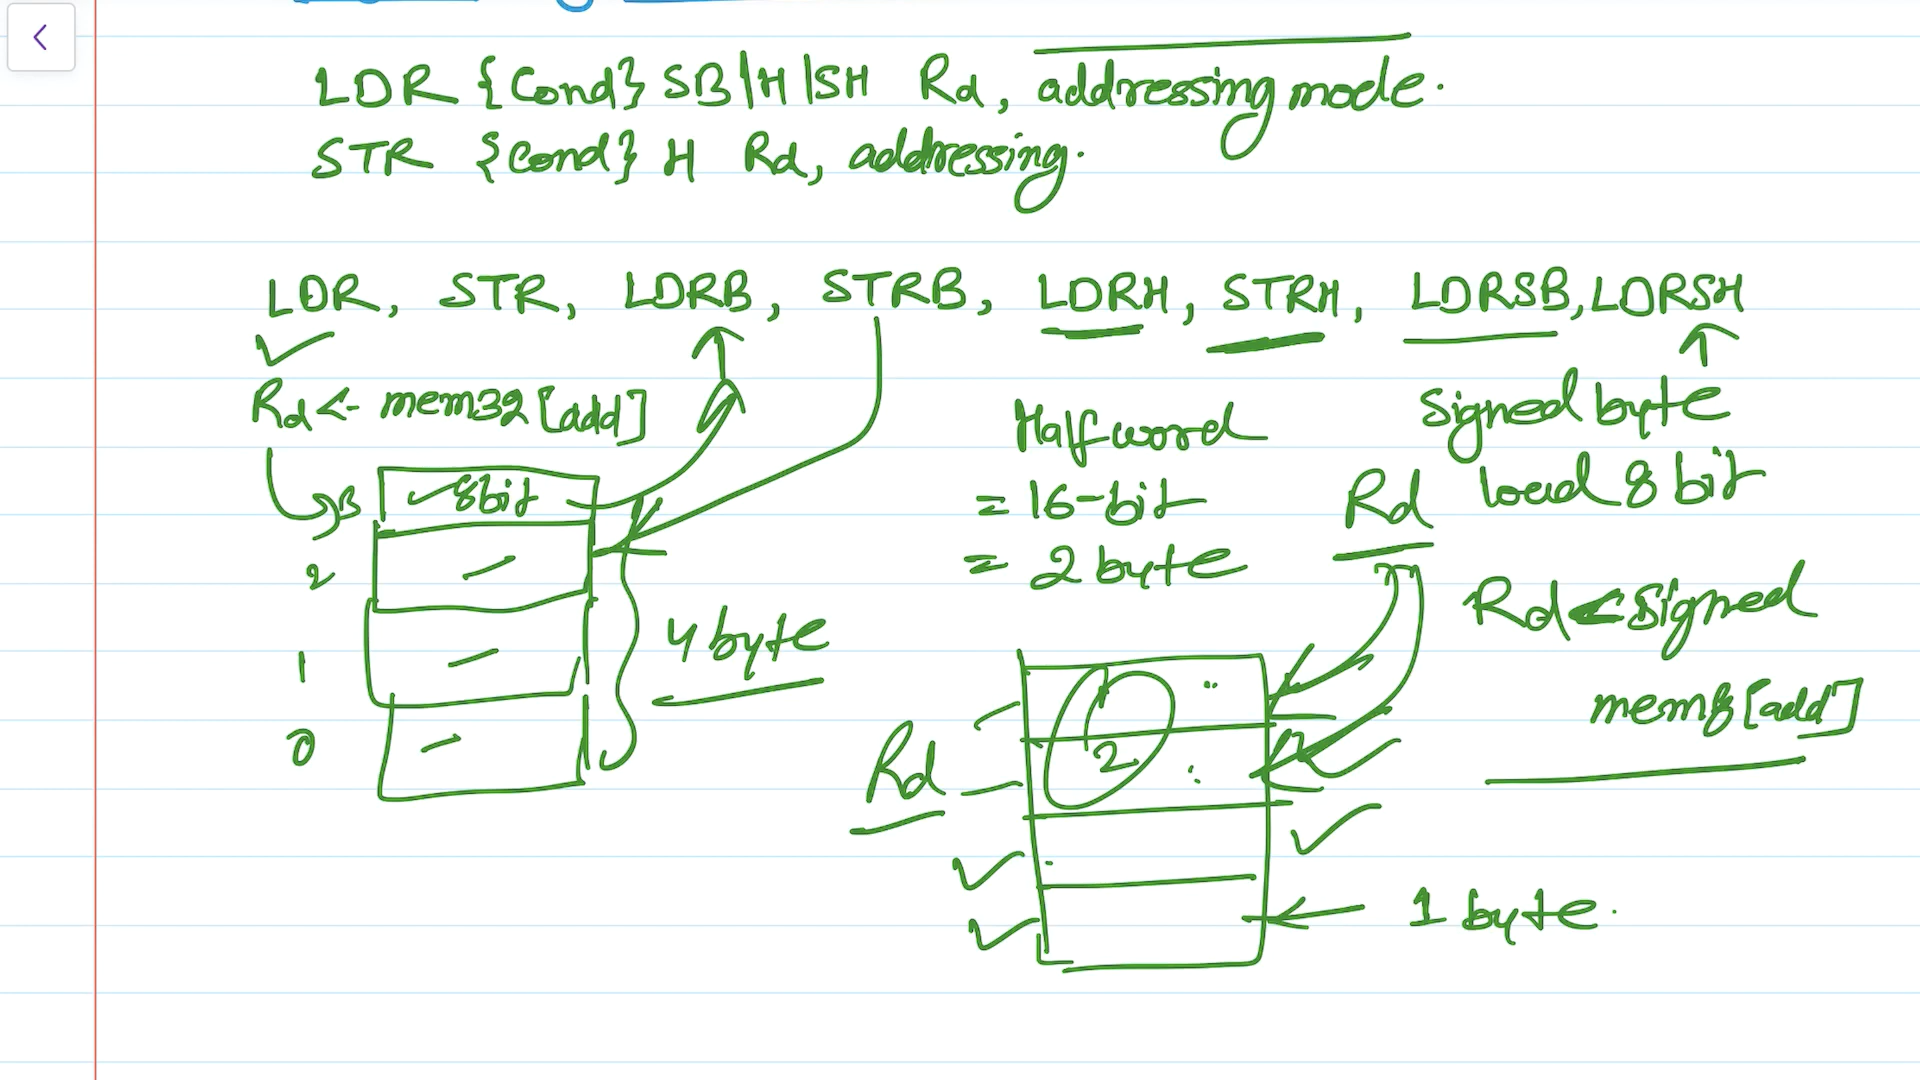 LDR {Cond} SB|H|SH Rd, addressing mode.
STR {Cond} H Rd, addressing.
LDR, STR, LDRB, STRB, LDRH, STRH, LDRSB, LDRSH
Rd <- mem32[add]
Half word
= 16-bit
= 2 byte
Signed byte
load 8 bit
Rd
Rd <- Signed
mem8[add]
3 8bit
2
1
0
4 byte
Rd
2
1 byte.